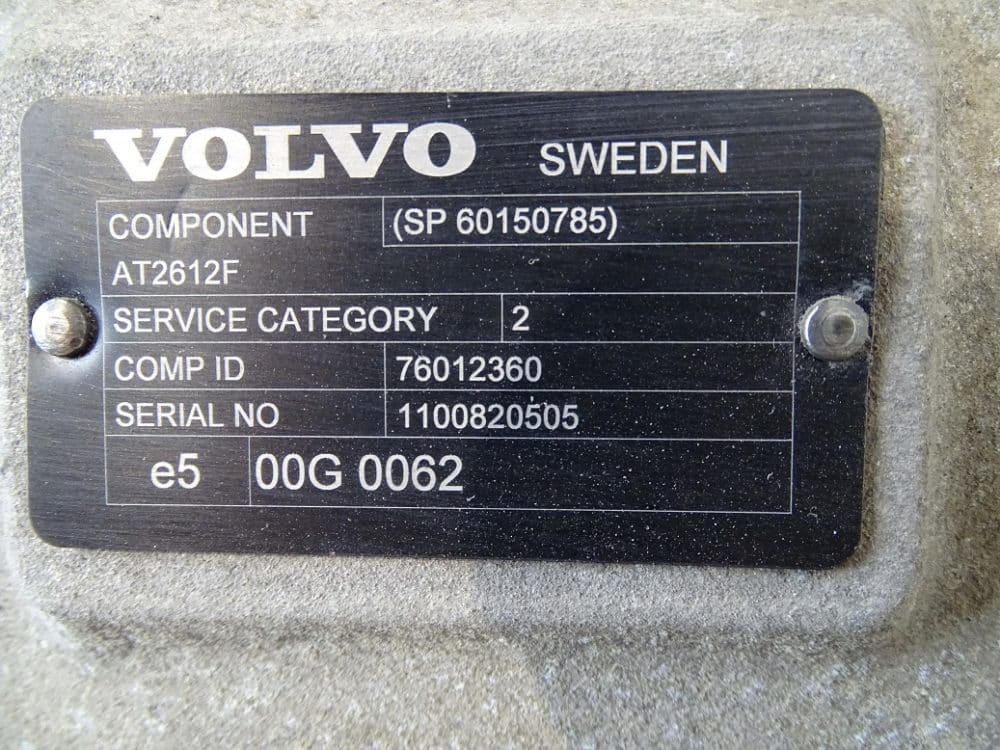 VOLVO SWEDEN
COMPONENT (SP 60150785)
AT2612F
SERVICE CATEGORY 2
COMP ID 76012360
SERIAL NO 1100820505
e5 00G 0062